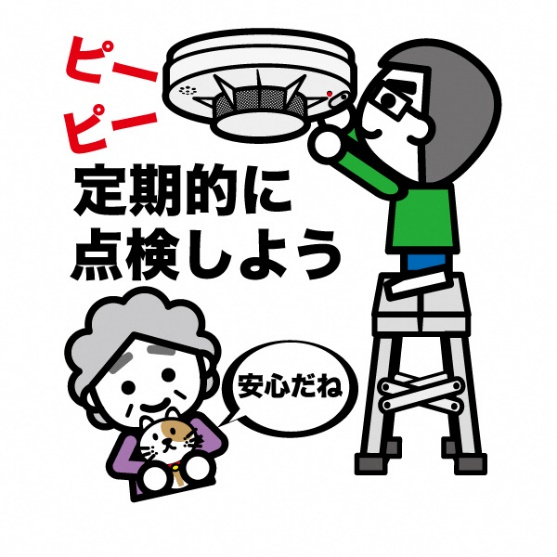 ピー
ピー
定期的に
点検しよう
安心だね